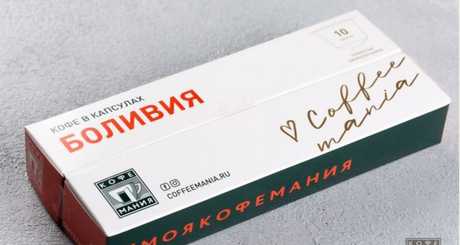 10
КОФЕ В КАПСУЛАХ
БОЛИВИЯ
Coffee
mania
КОФЕ
МАНИЯ
COFFEEMANIA.RU
#МОЯКОФЕМАНИЯ